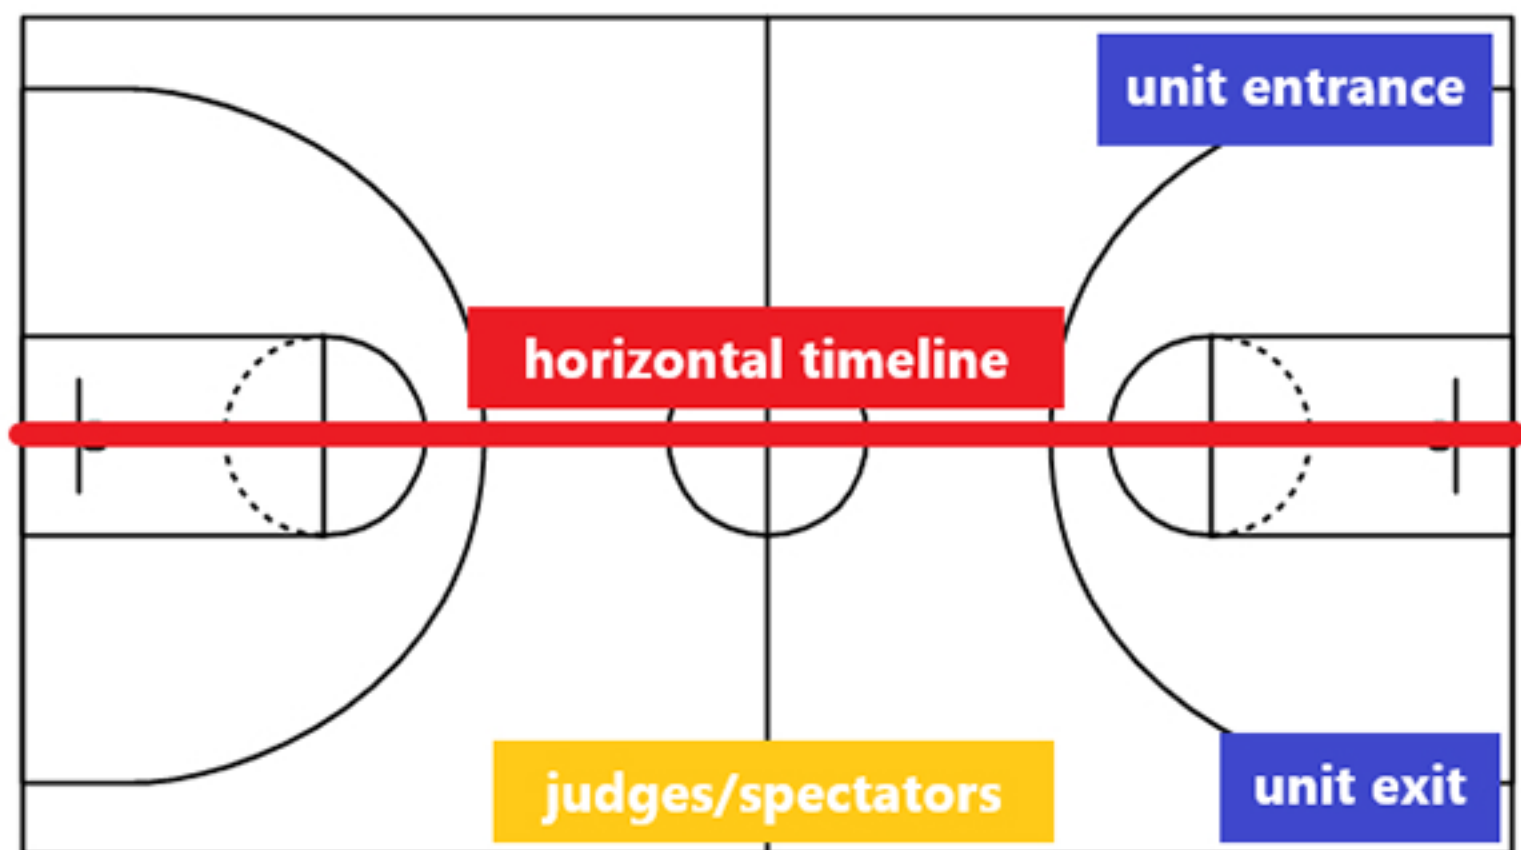 unit entrance
horizontal timeline
judges/spectators
unit exit